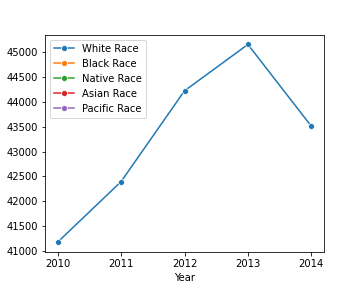 White Race
Black Race
Native Race
Asian Race
Pacific Race
45000
44500
44000
43500
43000
42500
42000
41500
41000
2010 2011 2012 2013 2014
Year